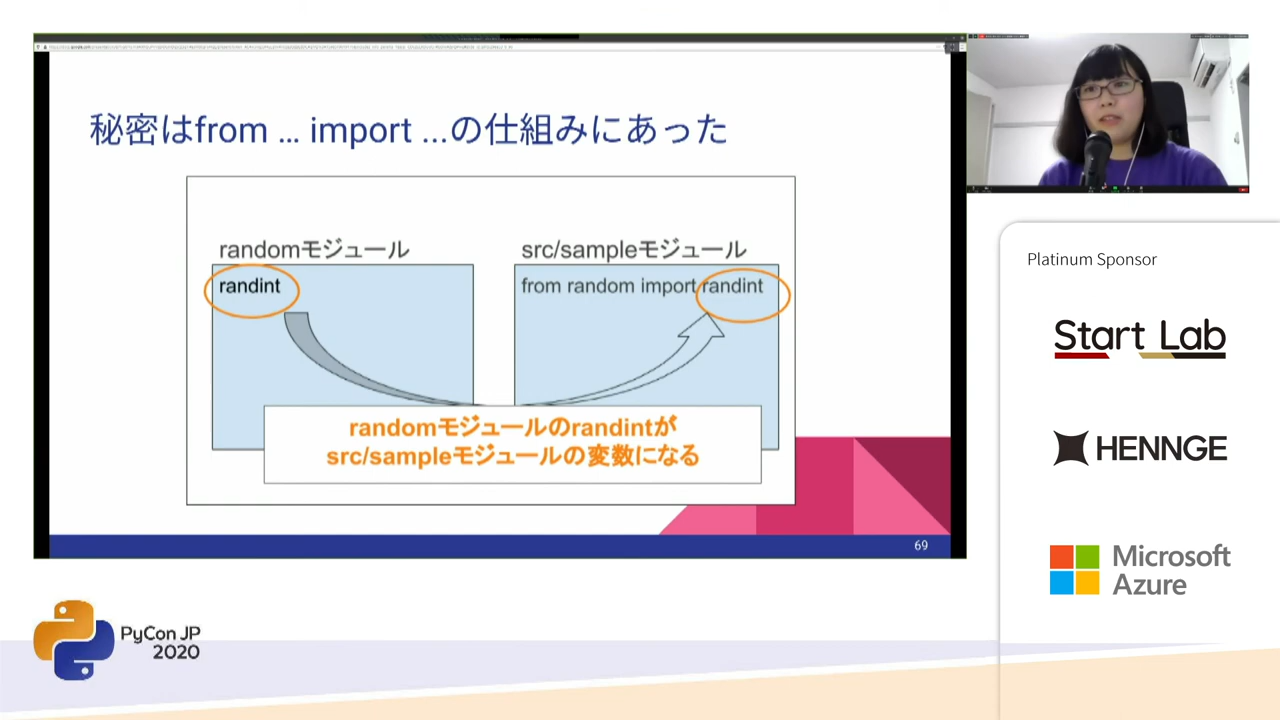 秘密はfrom ... import ...の仕組みにあった
randomモジュール
src/sampleモジュール
randint
from random import randint
randomモジュールのrandintが
src/sampleモジュールの変数になる
69
Platinum Sponsor
Start Lab
HENNGE
Microsoft
Azure
PyCon JP
2020